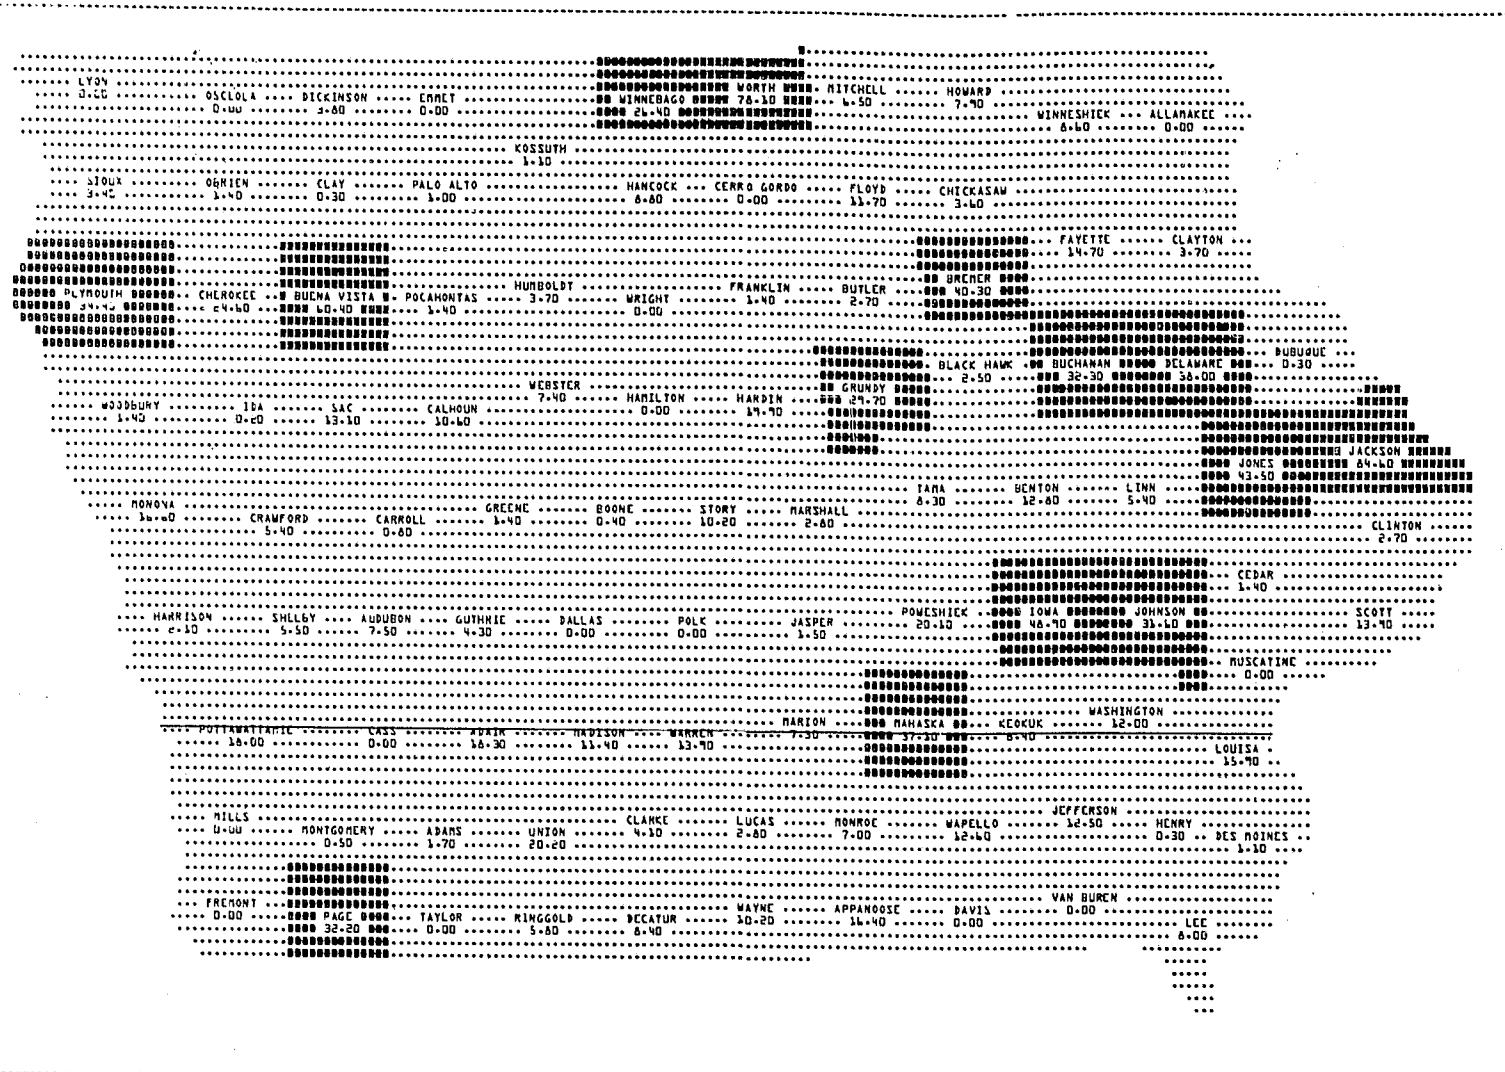 LYON WORTH MITCHELL HOWARD
OSCEOLA DICKINSON EMMET WINNEBAGO 78.10 6.50 7.90
0.00 3.80 0.00 26.40 WINNESHIEK ALLAMAKEE
8.60 0.00
KOSSUTH
1.10
SIOUX OBRIEN CLAY PALO ALTO HANCOCK CERRO GORDO FLOYD CHICKASAW
1.40 0.30 1.00 8.80 0.00 11.70 3.60
FAYETTE CLAYTON
14.70 3.70
BREMER
PLYMOUTH CHEROKEE BUENA VISTA POCAHONTAS HUMBOLDT WRIGHT FRANKLIN BUTLER 40.30
60.40 1.40 3.70 0.00 1.40 2.70
DUBUQUE
BLACK HAWK BUCHANAN DELAWARE 0.30
2.50 32.30
WEBSTER GRUNDY
7.40 HAMILTON HARDIN 29.70
WOODBURY IDA SAC CALHOUN 0.00 19.90
1.40 13.10 10.60
JACKSON
JONES 84.60
43.50
TAMA BENTON LINN
8.30 12.80 5.40
MONONA GREENE BOONE STORY MARSHALL
CRAWFORD CARROLL 1.40 0.40 10.20 2.80
5.40 0.80 CLINTON
2.70
CEDAR
1.40
HARRISON SHELBY AUDUBON GUTHRIE DALLAS POLK JASPER POWESHIEK IOWA JOHNSON SCOTT
5.50 7.50 4.30 0.00 0.00 1.50 20.10 48.90 31.60 13.90
MUSCATINE
0.00
WASHINGTON
MARION MAHASKA KEOKUK 12.00
POTTAWATTAMIE CASS ADAIR MADISON WARREN 7.30 37.10 8.40
18.00 0.00 18.30 11.40 13.90
LOUISA
15.90
JEFFERSON
MILLS CLARKE LUCAS MONROE WAPELLO 12.50 HENRY
0.00 MONTGOMERY ADAMS UNION 4.10 2.80 7.00 12.60 0.30 DES MOINES
0.50 1.70 20.20 1.10
FREMONT VAN BUREN
0.00 PAGE TAYLOR RINGGOLD DECATUR WAYNE APPANOOSE DAVIS 0.00
32.20 0.00 5.80 8.40 10.20 16.40 0.00 LEE
8.00